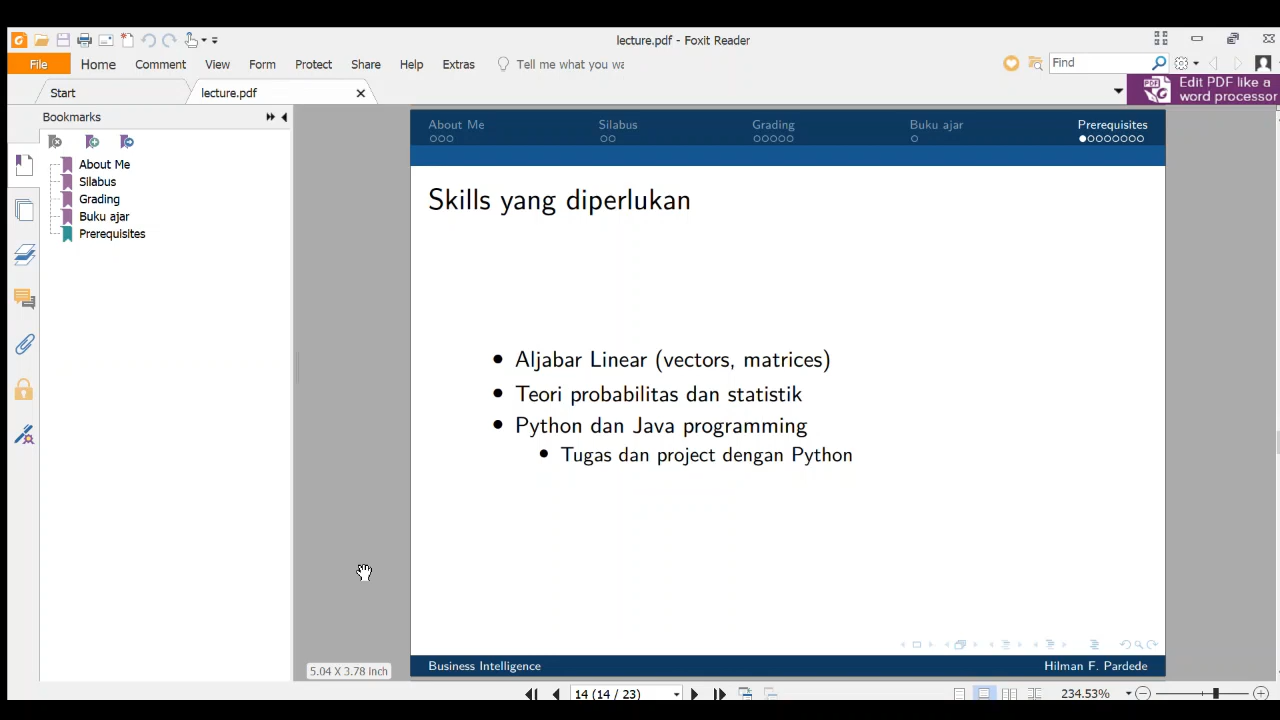 lecture.pdf - Foxit Reader
File Home Comment View Form Protect Share Help Extras Tell me what you wa Find
Start lecture.pdf
Edit PDF like a
word processor
Bookmarks
About Me
Silabus
Grading
Buku ajar
Prerequisites
About Me Silabus Grading Buku ajar Prerequisites
Skills yang diperlukan
• Aljabar Linear (vectors, matrices)
• Teori probabilitas dan statistik
• Python dan Java programming
• Tugas dan project dengan Python
Business Intelligence Hilman F. Pardede
5.04 X 3.78 Inch
14 (14 / 23) 234.53%